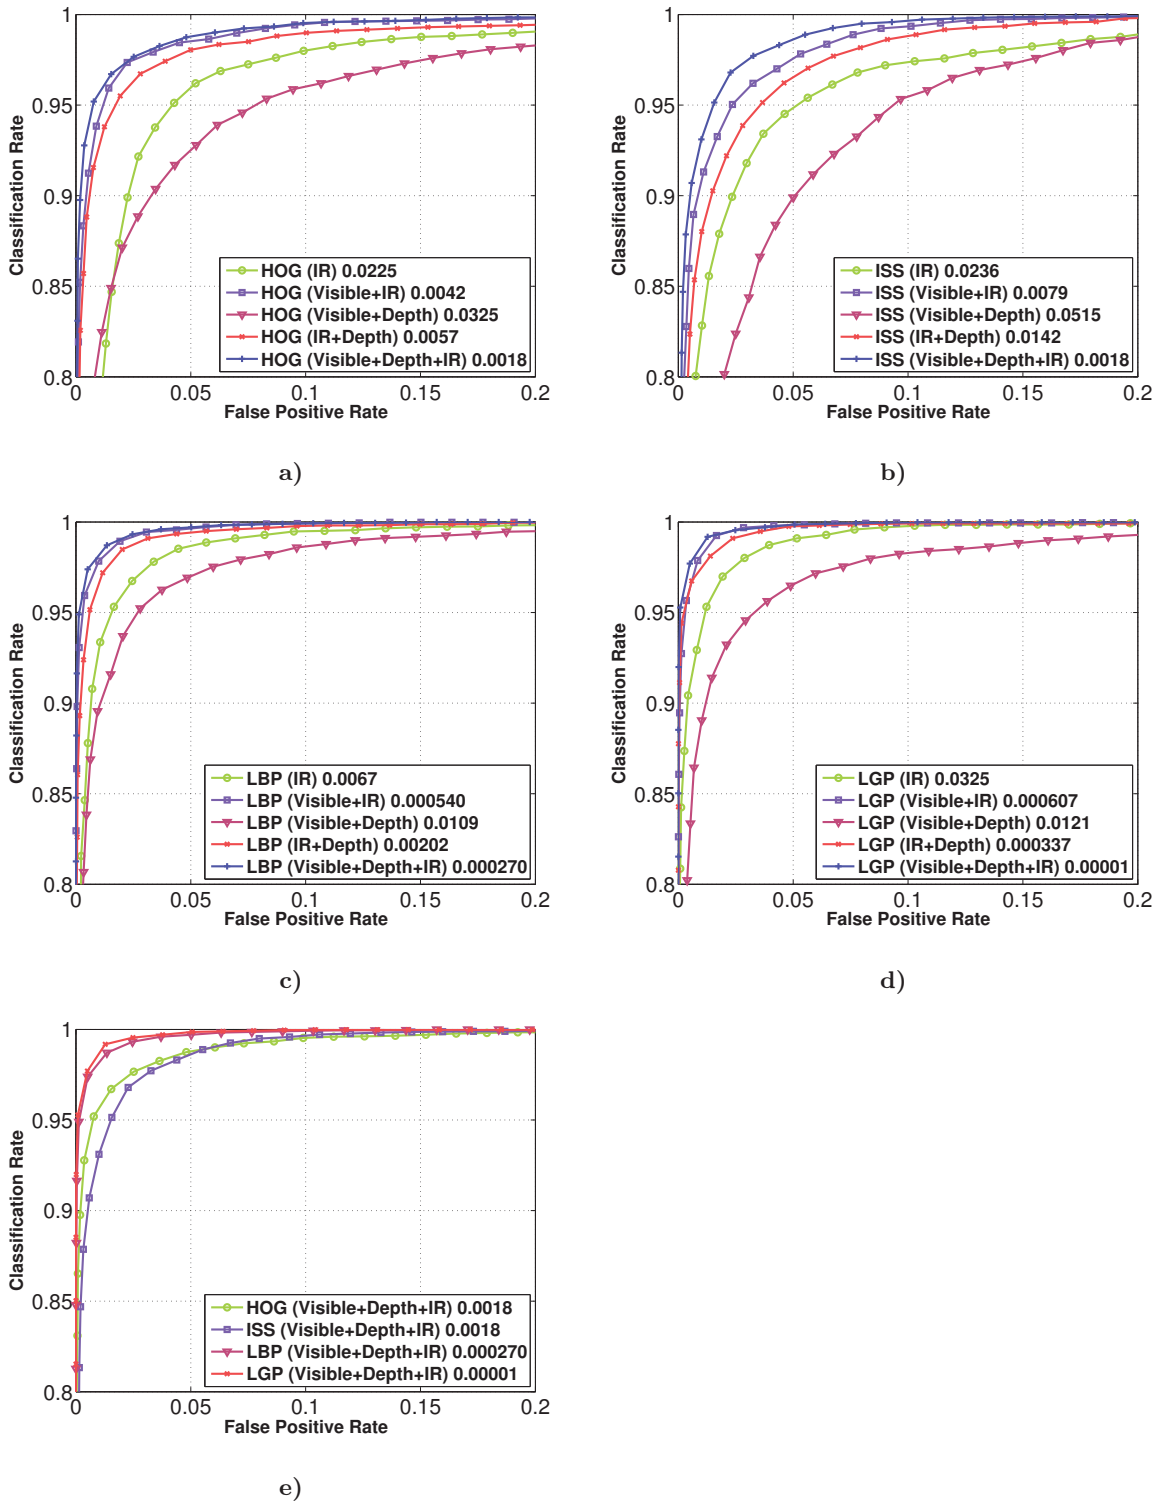 1
0.95
0.9
0.85
0.8
0 0.05 0.1 0.15 0.2
Classification Rate
False Positive Rate
HOG (IR) 0.0225
HOG (Visible+IR) 0.0042
HOG (Visible+Depth) 0.0325
HOG (IR+Depth) 0.0057
HOG (Visible+Depth+IR) 0.0018
a)
1
0.95
0.9
0.85
0.8
0 0.05 0.1 0.15 0.2
Classification Rate
False Positive Rate
ISS (IR) 0.0236
ISS (Visible+IR) 0.0079
ISS (Visible+Depth) 0.0515
ISS (IR+Depth) 0.0142
ISS (Visible+Depth+IR) 0.0018
b)
1
0.95
0.9
0.85
0.8
0 0.05 0.1 0.15 0.2
Classification Rate
False Positive Rate
LBP (IR) 0.0067
LBP (Visible+IR) 0.000540
LBP (Visible+Depth) 0.0109
LBP (IR+Depth) 0.00202
LBP (Visible+Depth+IR) 0.000270
c)
1
0.95
0.9
0.85
0.8
0 0.05 0.1 0.15 0.2
Classification Rate
False Positive Rate
LGP (IR) 0.0325
LGP (Visible+IR) 0.000607
LGP (Visible+Depth) 0.0121
LGP (IR+Depth) 0.000337
LGP (Visible+Depth+IR) 0.00001
d)
1
0.95
0.9
0.85
0.8
0 0.05 0.1 0.15 0.2
Classification Rate
False Positive Rate
HOG (Visible+Depth+IR) 0.0018
ISS (Visible+Depth+IR) 0.0018
LBP (Visible+Depth+IR) 0.000270
LGP (Visible+Depth+IR) 0.00001
e)